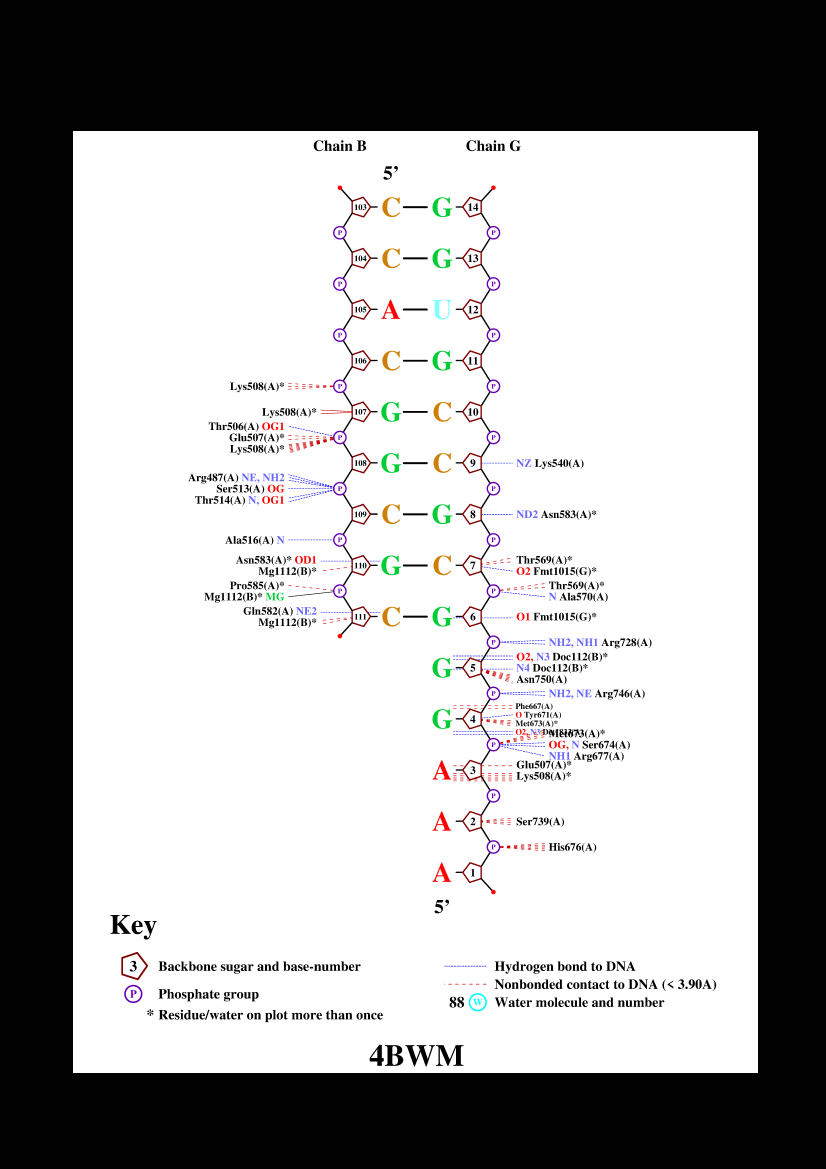 Chain B Chain G
5'
103 C G 14
P P
104 C G 13
P P
105 A U 12
P P
106 C G 11
Lys508(A)* P P
Lys508(A)* 107 G C 10
Thr506(A) OG1
Glu507(A)* P P
Lys508(A)*
108 G C 9 NZ Lys540(A)
Arg487(A) NE, NH2
Ser513(A) OG P P
Thr514(A) N, OG1
109 C G 8 ND2 Asn583(A)*
Ala516(A) N P P
Asn583(A)* OD1 110 G C 7 Thr569(A)*
Mg1112(B)* O2 Fmt1015(G)*
Pro585(A)* P P Thr569(A)*
Mg1112(B)* MG N Ala570(A)
Gln582(A) NE2 111 C G 6 O1 Fmt1015(G)*
Mg1112(B)*
P NH2, NH1 Arg728(A)
O2, N3 Doc112(B)*
G 5 N4 Doc112(B)*
Asn750(A)
P NH2, NE Arg746(A)
Phe667(A)
G 4 O Tyr671(A)
Met673(A)*
O2, N3
Met673(A)*
P OG, N Ser674(A)
NH1 Arg677(A)
A 3 Glu507(A)*
Lys508(A)*
P
A 2 Ser739(A)
P His676(A)
A 1
5'
Key
3 Backbone sugar and base-number
P Phosphate group
* Residue/water on plot more than once
Hydrogen bond to DNA
Nonbonded contact to DNA (< 3.90A)
88 W Water molecule and number
4BWM